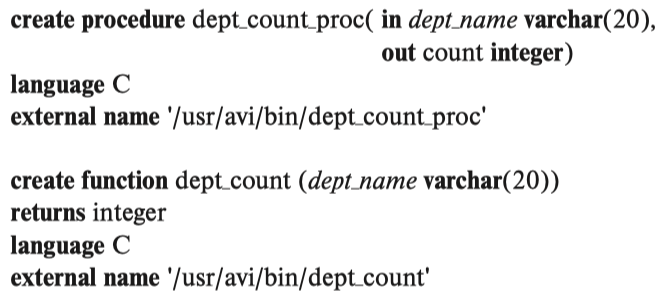 create procedure dept_count_proc( in dept_name varchar(20),
out count integer)
language C
external name '/usr/avi/bin/dept_count_proc'
create function dept_count (dept_name varchar(20))
returns integer
language C
external name '/usr/avi/bin/dept_count'